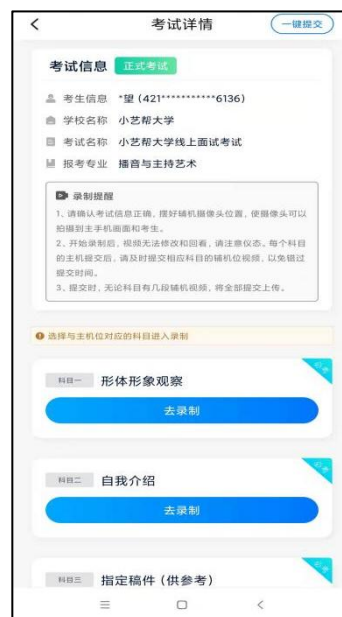 考试详情
一键提交
考试信息 正式考试
考生信息 *望 (421***********6136)
学校名称 小艺帮大学
考试名称 小艺帮大学线上面试考试
报考专业 播音与主持艺术
录制提醒
1、请确认考试信息正确，摆好辅机摄像头位置，使摄像头可以
拍摄到主手机画面和考生。
2、开始录制后，视频无法修改和回看，请注意仪态。每个科目
的主机提交后，请及时提交相应科目的辅机位视频，以免错过
提交时间。
3、提交时，无论科目有几段辅机视频，将全部提交上传。
选择与主机位对应的科目进入录制
科目一 形体形象观察
必考
去录制
科目二 自我介绍
必考
去录制
科目三 指定稿件（供参考）
必考